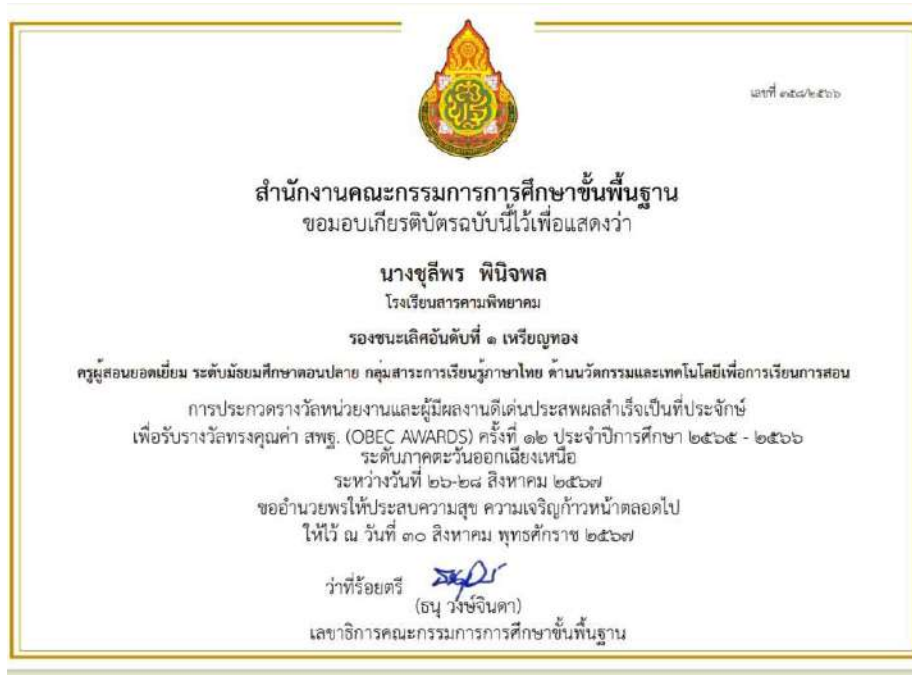 เลขที่ ๓๕๘/๒๕๖๖
สำนักงานคณะกรรมการการศึกษาขั้นพื้นฐาน
ขอมอบเกียรติบัตรฉบับนี้ไว้เพื่อแสดงว่า
นางชุลีพร พินิจพล
โรงเรียนสารคามพิทยาคม
รองชนะเลิศอันดับที่ ๑ เหรียญทอง
ครูผู้สอนยอดเยี่ยม ระดับมัธยมศึกษาตอนปลาย กลุ่มสาระการเรียนรู้ภาษาไทย ด้านนวัตกรรมและเทคโนโลยีเพื่อการเรียนการสอน
การประกวดรางวัลหน่วยงานและผู้มีผลงานดีเด่นประสพผลสำเร็จเป็นที่ประจักษ์
เพื่อรับรางวัลทรงคุณค่า สพฐ. (OBEC AWARDS) ครั้งที่ ๑๒ ประจำปีการศึกษา ๒๕๖๕ - ๒๕๖๖
ระดับภาคตะวันออกเฉียงเหนือ
ระหว่างวันที่ ๒๖-๒๘ สิงหาคม ๒๕๖๗
ขออำนวยพรให้ประสบความสุข ความเจริญก้าวหน้าตลอดไป
ให้ไว้ ณ วันที่ ๓๐ สิงหาคม พุทธศักราช ๒๕๖๗
ว่าที่ร้อยตรี
(ธนุ วงษ์จินดา)
เลขาธิการคณะกรรมการการศึกษาขั้นพื้นฐาน